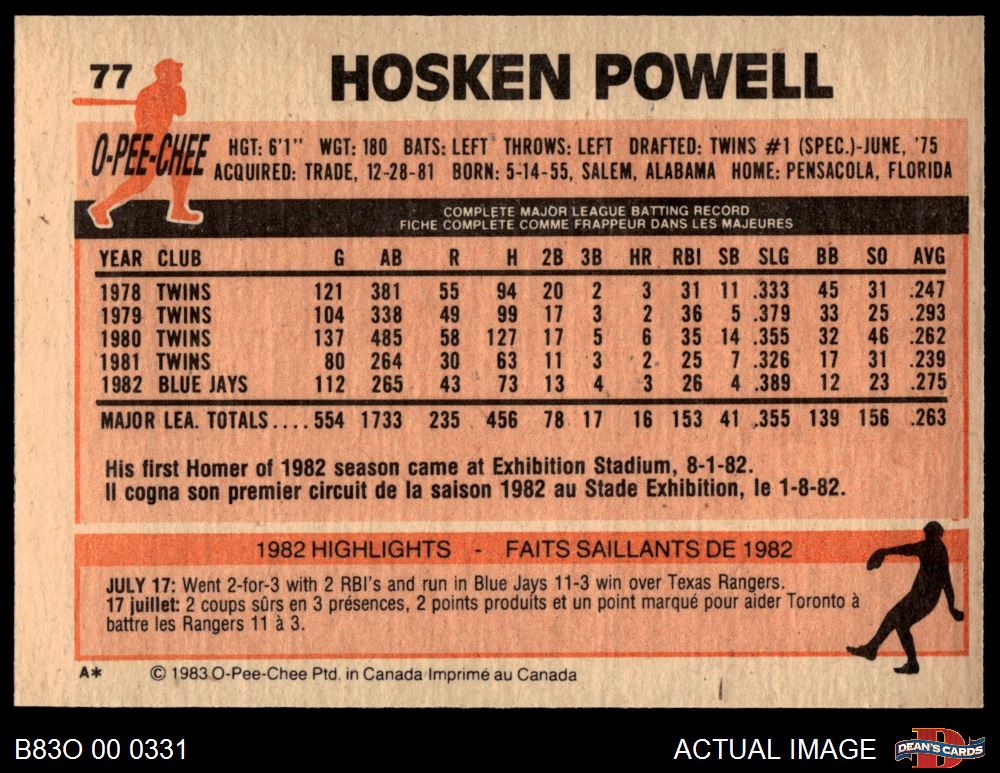 77
HOSKEN POWELL
O-PEE-CHEE
HGT: 6'1" WGT: 180 BATS: LEFT THROWS: LEFT DRAFTED: TWINS #1 (SPEC.)-JUNE, '75
ACQUIRED: TRADE, 12-28-81 BORN: 5-14-55, SALEM, ALABAMA HOME: PENSACOLA, FLORIDA
COMPLETE MAJOR LEAGUE BATTING RECORD
FICHE COMPLETE COMME FRAPPEUR DANS LES MAJEURES
YEAR CLUB G AB R H 2B 3B HR RBI SB SLG BB SO AVG
1978 TWINS 121 381 55 94 20 2 3 31 11 .333 45 31 .247
1979 TWINS 104 338 49 99 17 3 2 36 5 .379 33 25 .293
1980 TWINS 137 485 58 127 17 5 6 35 14 .355 32 46 .262
1981 TWINS 80 264 30 63 11 3 2 25 7 .326 17 31 .239
1982 BLUE JAYS 112 265 43 73 13 4 3 26 4 .389 12 23 .275
MAJOR LEA. TOTALS.... 554 1733 235 456 78 17 16 153 41 .355 139 156 .263
His first Homer of 1982 season came at Exhibition Stadium, 8-1-82.
Il cogna son premier circuit de la saison 1982 au Stade Exhibition, le 1-8-82.
1982 HIGHLIGHTS - FAITS SAILLANTS DE 1982
JULY 17: Went 2-for-3 with 2 RBI's and run in Blue Jays 11-3 win over Texas Rangers.
17 juillet: 2 coups sûrs en 3 présences, 2 points produits et un point marqué pour aider Toronto à
battre les Rangers 11 à 3.
A* © 1983 O-Pee-Chee Ptd. in Canada Imprimé au Canada
B83O 00 0331
ACTUAL IMAGE
D
DEAN'S CARDS